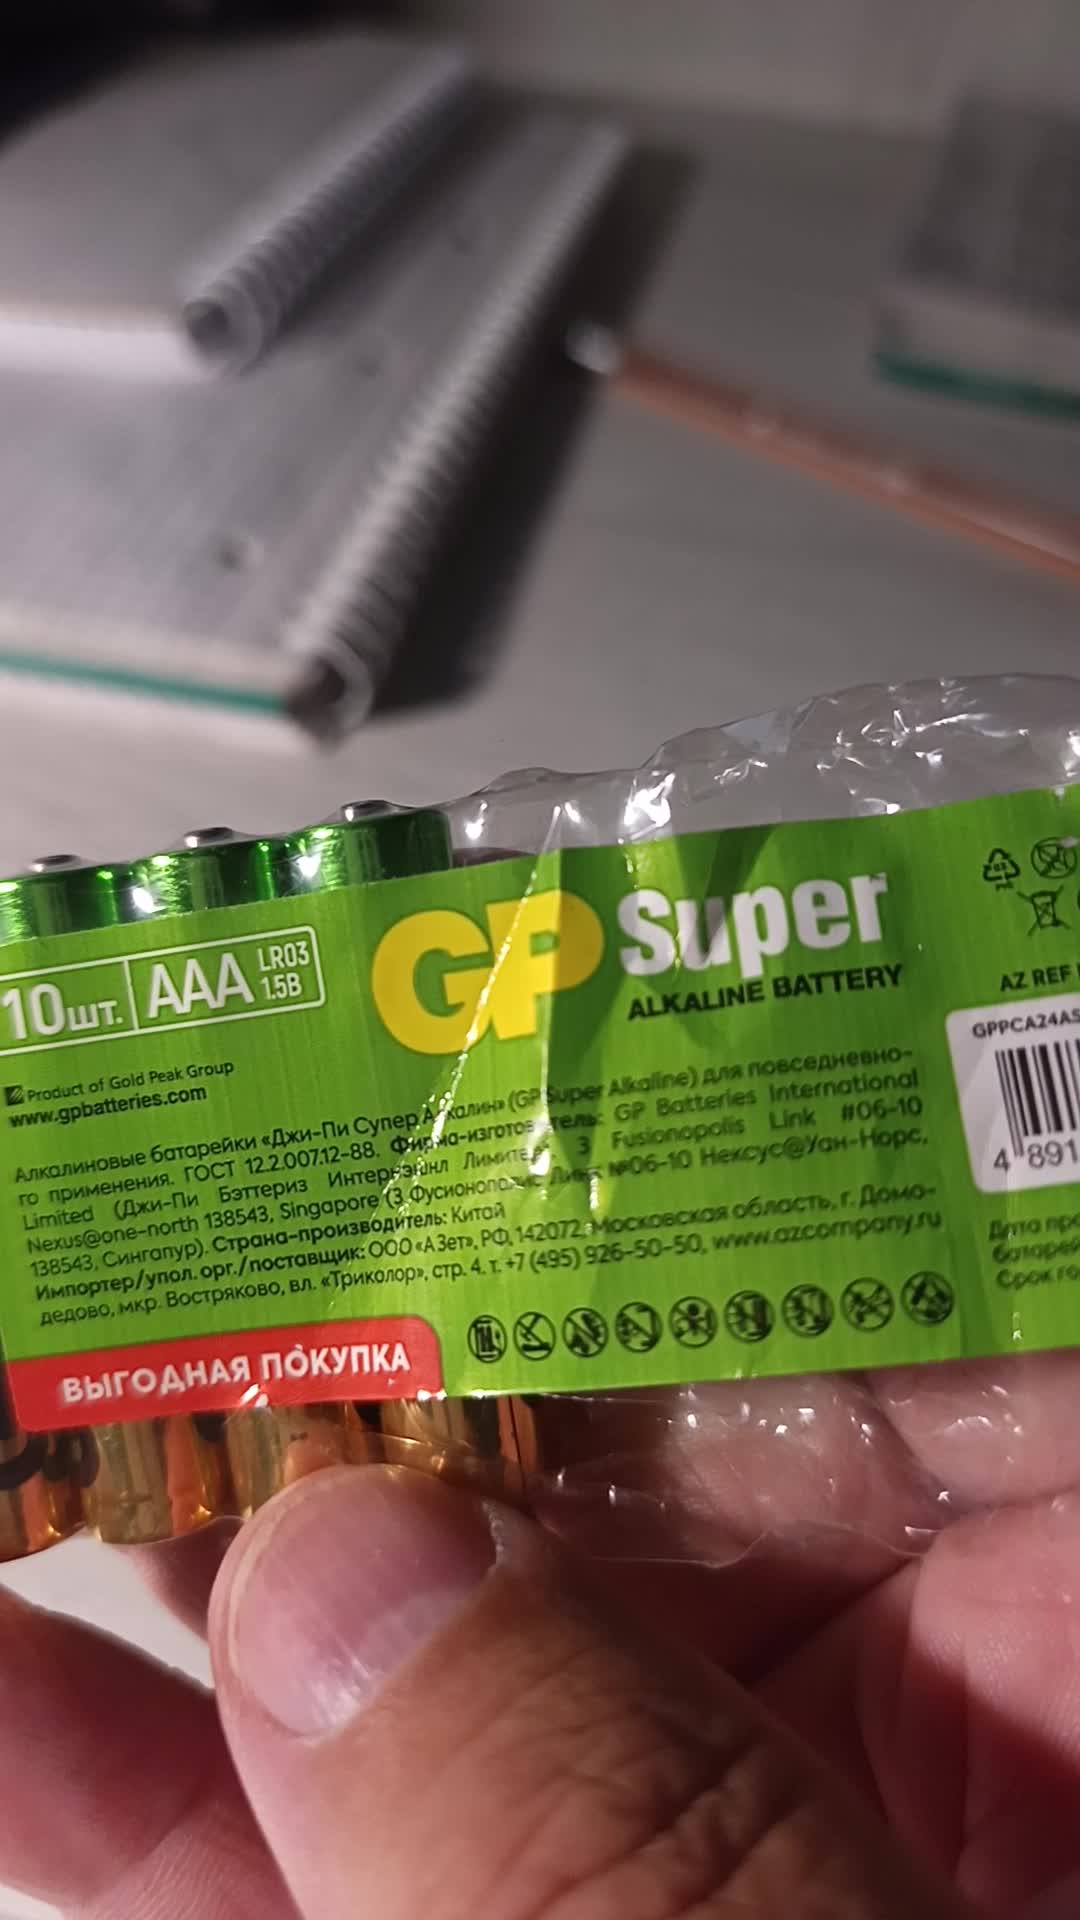 10шт. AAA LR03 1.5В
GP Super
ALKALINE BATTERY
Product of Gold Peak Group
www.gpbatteries.com
Алкалиновые батарейки «Джи-Пи Супер Алкалин» (GP Super Alkaline) для повседневно-
го применения. ГОСТ 12.2.007.12-88. Фирма-изготовитель: GP Batteries International
Limited (Джи-Пи Бэттериз Интернэшнл Лимитед 3 Fusionopolis Link #06-10
Nexus@one-north 138543, Singapore (3 Фусионополис Линк №06-10 Нексус@Уан-Норс,
138543, Сингапур). Страна-производитель: Китай
Импортер/упол. орг./поставщик: ООО «АЗет», РФ, 142072, Московская область, г. Домо-
дедово, мкр. Востряково, вл. «Триколор», стр. 4. т. +7 (495) 926-50-50, www.azcompany.ru
ВЫГОДНАЯ ПОКУПКА
AZ REF
GPPCA24AS
4 891
Дата
Срок